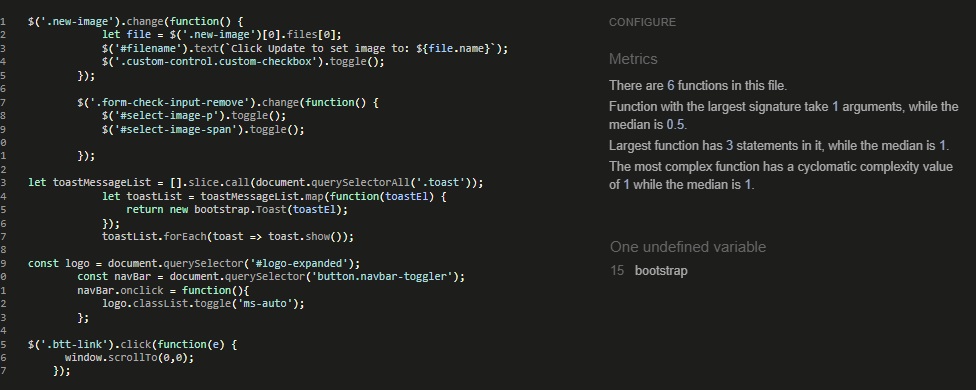 1 $('.new-image').change(function() {
2 let file = $('.new-image')[0].files[0];
3 $('#filename').text(`Click Update to set image to: ${file.name}`);
4 $('.custom-control.custom-checkbox').toggle();
5 });
6
7 $('.form-check-input-remove').change(function() {
8 $('#select-image-p').toggle();
9 $('#select-image-span').toggle();
0
1 });
2
3 let toastMessageList = [].slice.call(document.querySelectorAll('.toast'));
4 let toastList = toastMessageList.map(function(toastEl) {
5 return new bootstrap.Toast(toastEl);
6 });
7 toastList.forEach(toast => toast.show());
8
9 const logo = document.querySelector('#logo-expanded');
0 const navBar = document.querySelector('button.navbar-toggler');
1 navBar.onclick = function(){
2 logo.classList.toggle('ms-auto');
3 };
4
5 $('.btt-link').click(function(e) {
6 window.scrollTo(0,0);
7 });
CONFIGURE
Metrics
There are 6 functions in this file.
Function with the largest signature take 1 arguments, while the
median is 0.5.
Largest function has 3 statements in it, while the median is 1.
The most complex function has a cyclomatic complexity value
of 1 while the median is 1.
One undefined variable
15 bootstrap